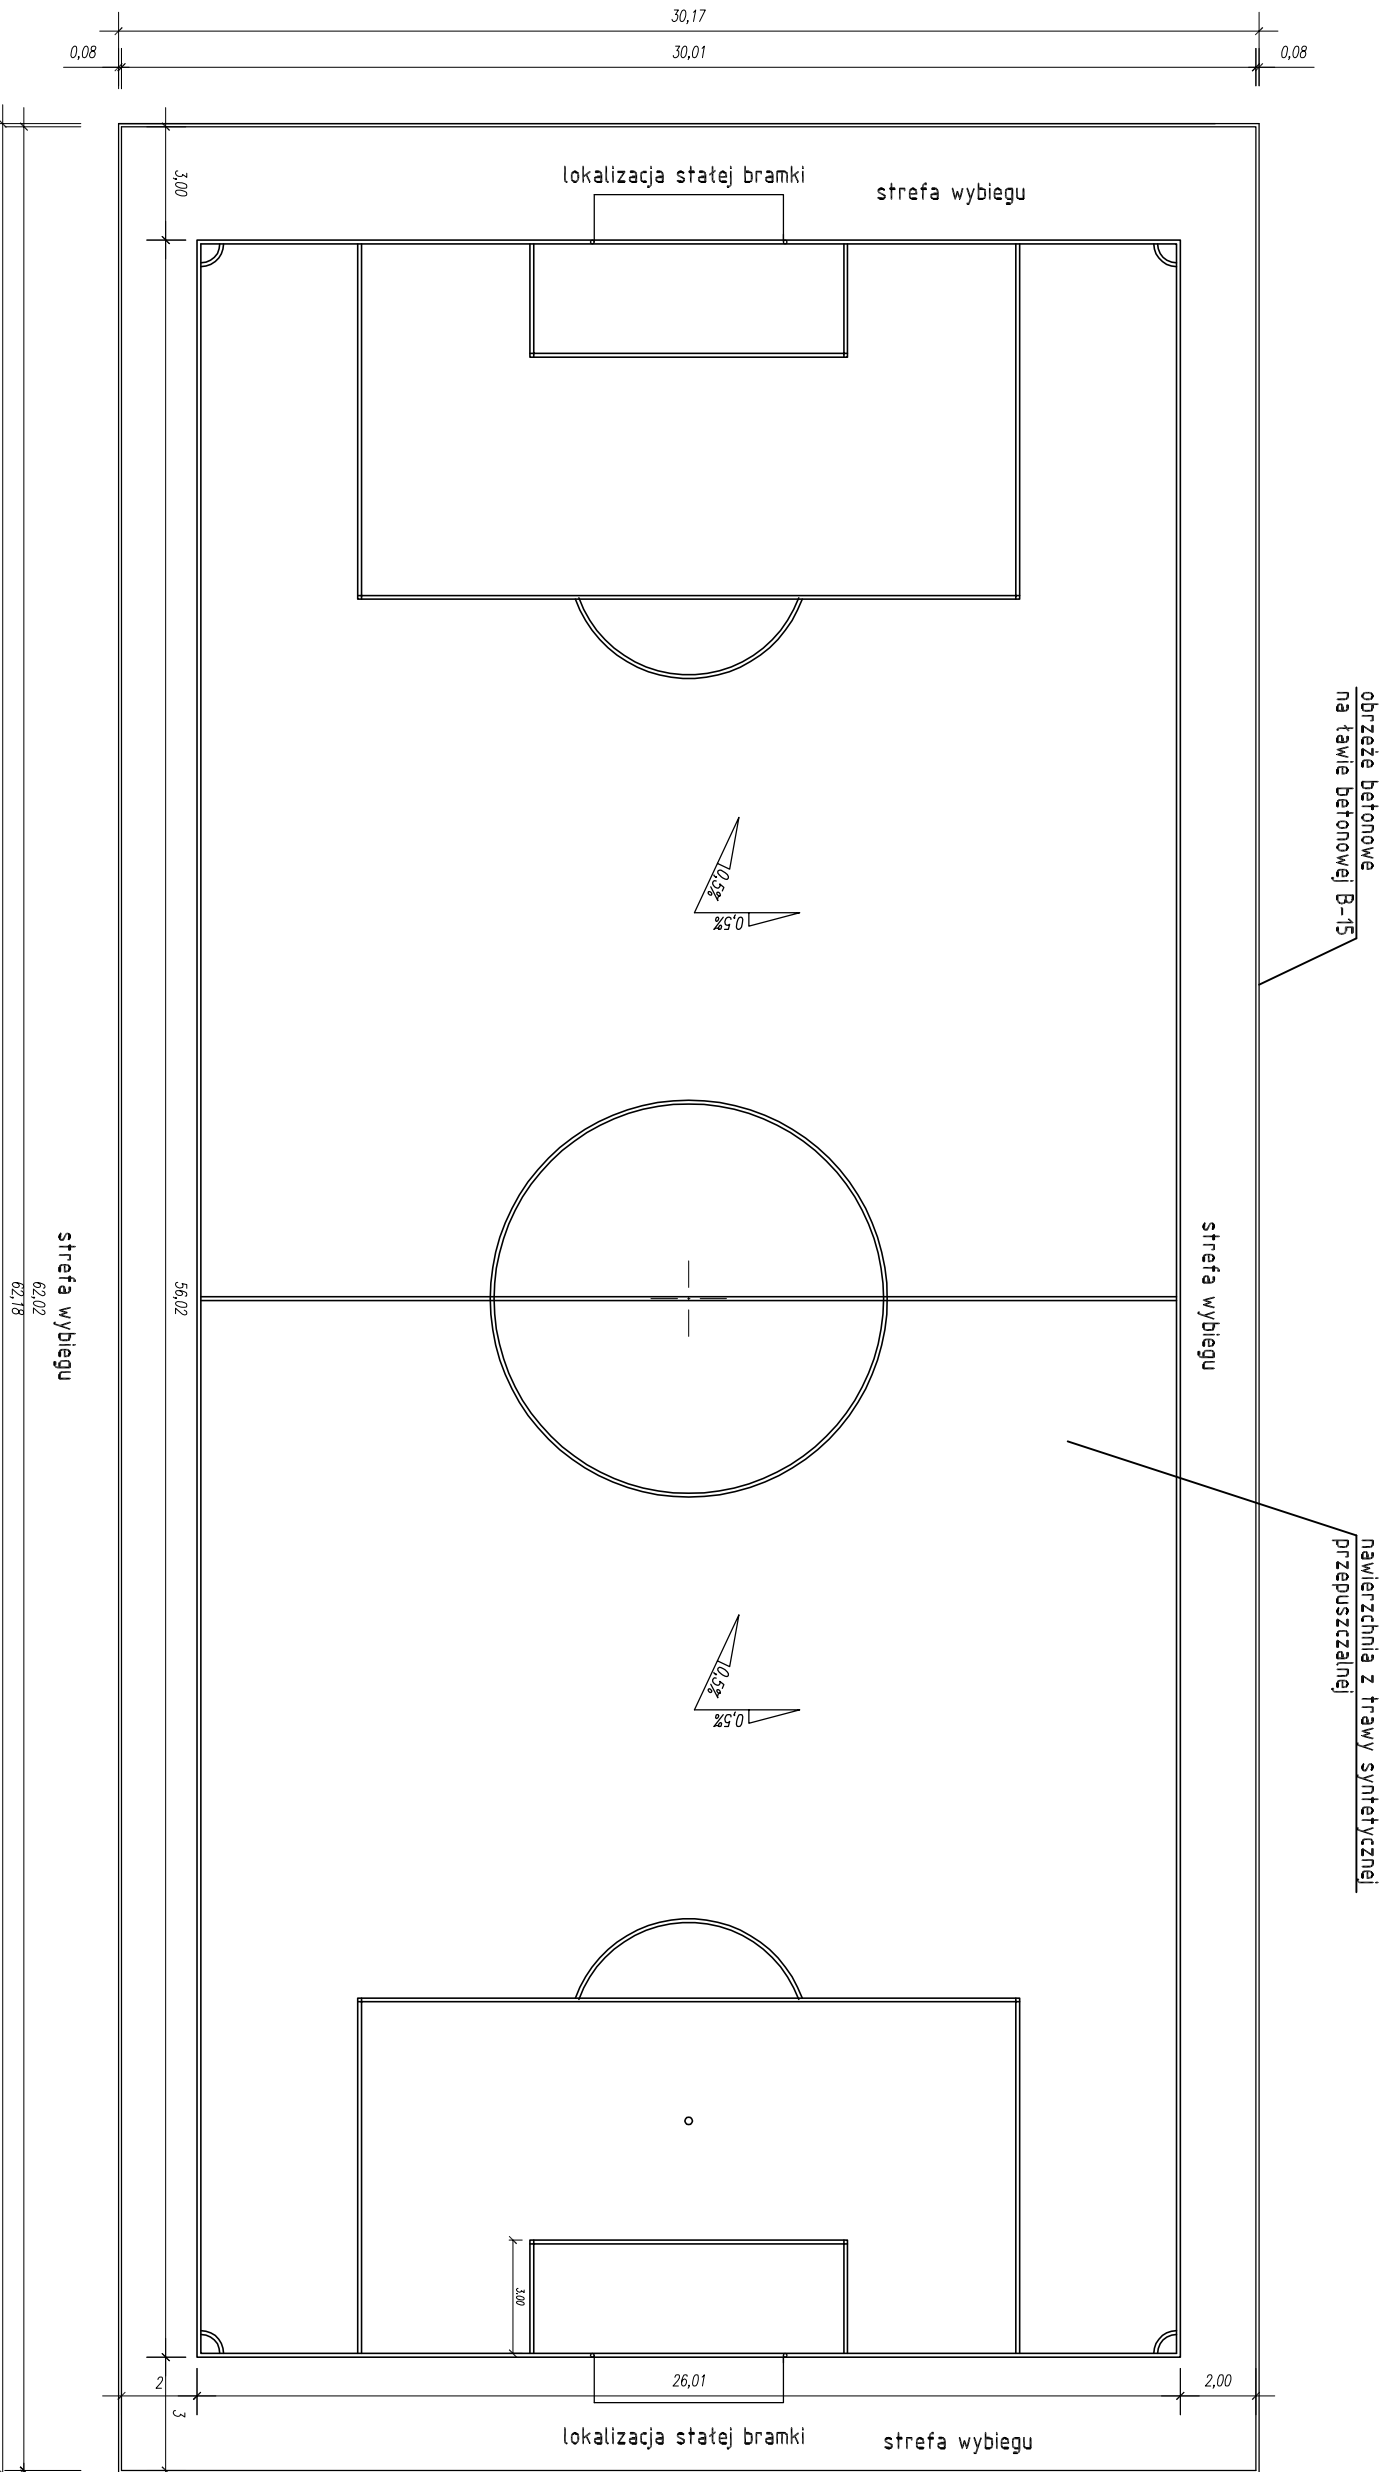 30,17
0,08
30,01
0,08
3,00
lokalizacja stałej bramki
strefa wybiegu
obrzeże betonowe
na ławie betonowej B-15
0,5%
0,5%
strefa wybiegu
62,02
62,18
56,02
strefa wybiegu
nawierzchnia z trawy syntetycznej
przepuszczalnej
0,5%
0,5%
3,00
2
26,01
2,00
3
lokalizacja stałej bramki
strefa wybiegu